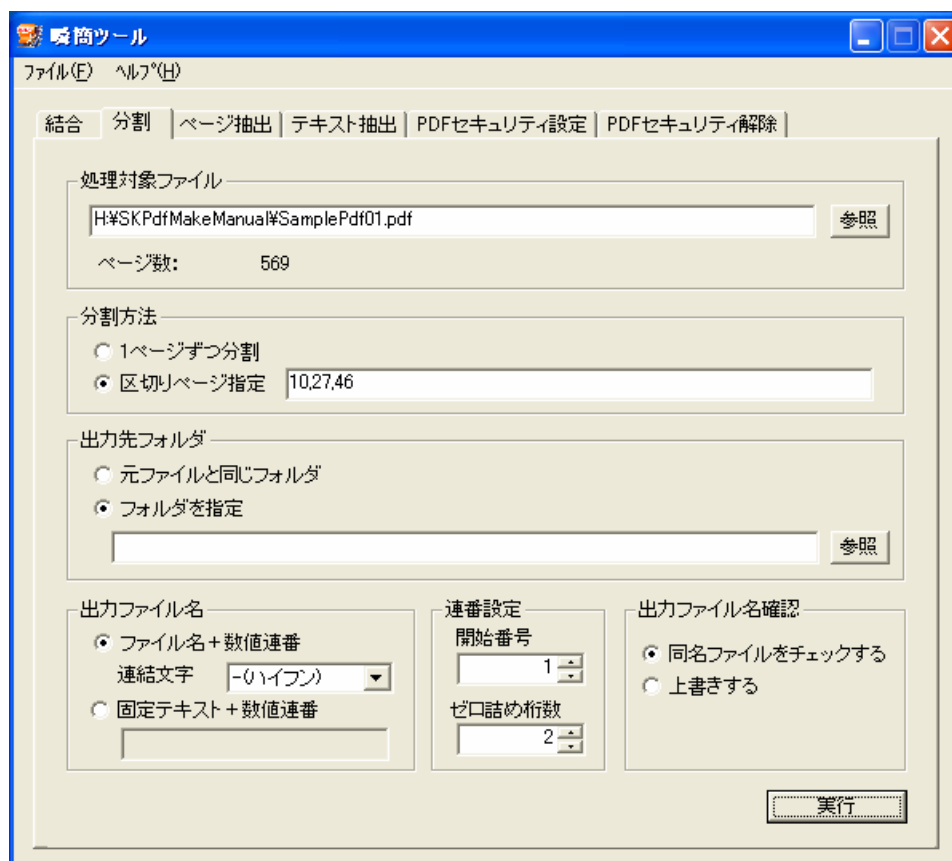 瞬簡ツール
ファイル(F) ヘルプ(H)
結合 分割 ページ抽出 テキスト抽出 PDFセキュリティ設定 PDFセキュリティ解除
処理対象ファイル
H:¥SKPdfMakeManual¥SamplePdf01.pdf 参照
ページ数: 569
分割方法
1ページずつ分割
区切りページ指定 10,27,46
出力先フォルダ
元ファイルと同じフォルダ
フォルダを指定
参照
出力ファイル名 連番設定 出力ファイル名確認
ファイル名+数値連番 開始番号 同名ファイルをチェックする
連結文字 -(ハイフン) 1 上書きする
固定テキスト+数値連番 ゼロ詰め桁数
2
実行